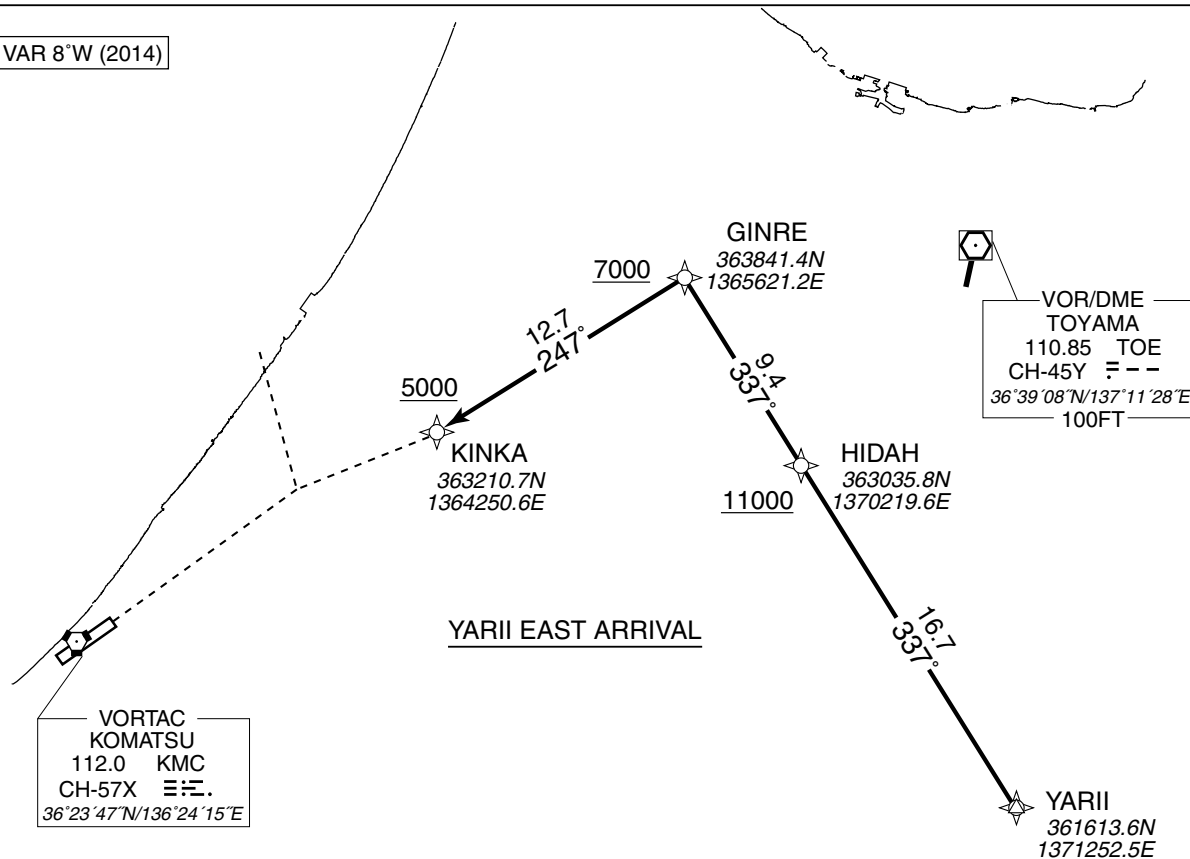 VAR 8°W (2014)
GINRE
363841.4N
1365621.2E
7000
VOR/DME
TOYAMA
110.85 TOE
CH-45Y
36°39´08˝N/137°11´28˝E
100FT
12.7
247°
9.4
337°
5000
KINKA
363210.7N
1364250.6E
HIDAH
363035.8N
1370219.6E
11000
16.7
337°
YARII EAST ARRIVAL
VORTAC
KOMATSU
112.0 KMC
CH-57X
36°23´47˝N/136°24´15˝E
YARII
361613.6N
1371252.5E